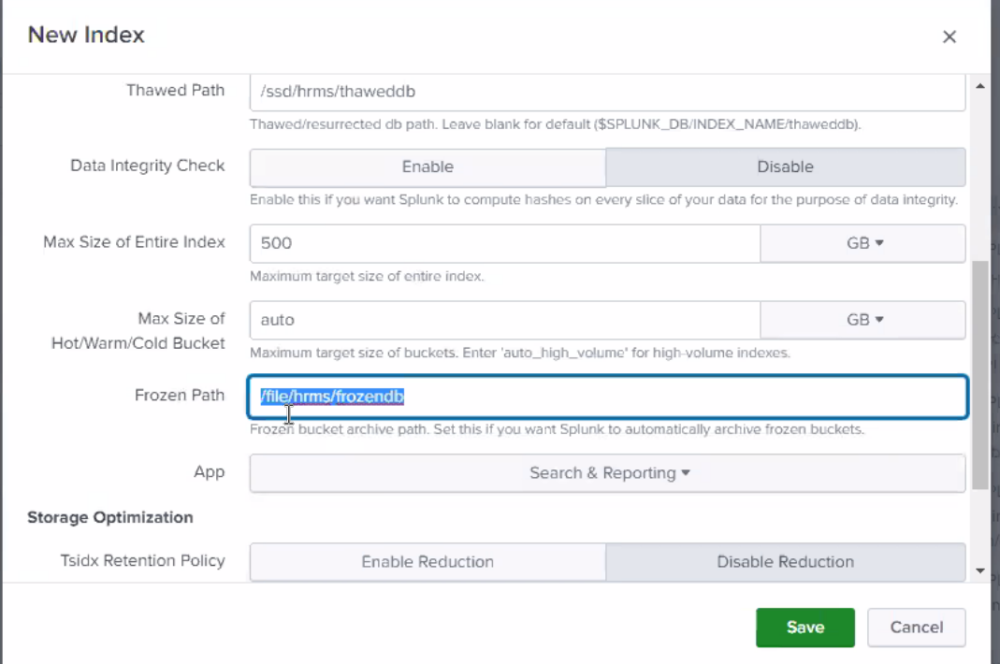 New Index
Thawed Path
/ssd/hrms/thaweddb
Thawed/resurrected db path. Leave blank for default ($SPLUNK_DB/INDEX_NAME/thaweddb).
Data Integrity Check
Enable
Disable
Enable this if you want Splunk to compute hashes on every slice of your data for the purpose of data integrity.
Max Size of Entire Index
500
GB
Maximum target size of entire index.
Max Size of
Hot/Warm/Cold Bucket
auto
GB
Maximum target size of buckets. Enter 'auto_high_volume' for high-volume indexes.
Frozen Path
/file/hrms/frozendb
Frozen bucket archive path. Set this if you want Splunk to automatically archive frozen buckets.
App
Search & Reporting
Storage Optimization
Tsidx Retention Policy
Enable Reduction
Disable Reduction
Save
Cancel